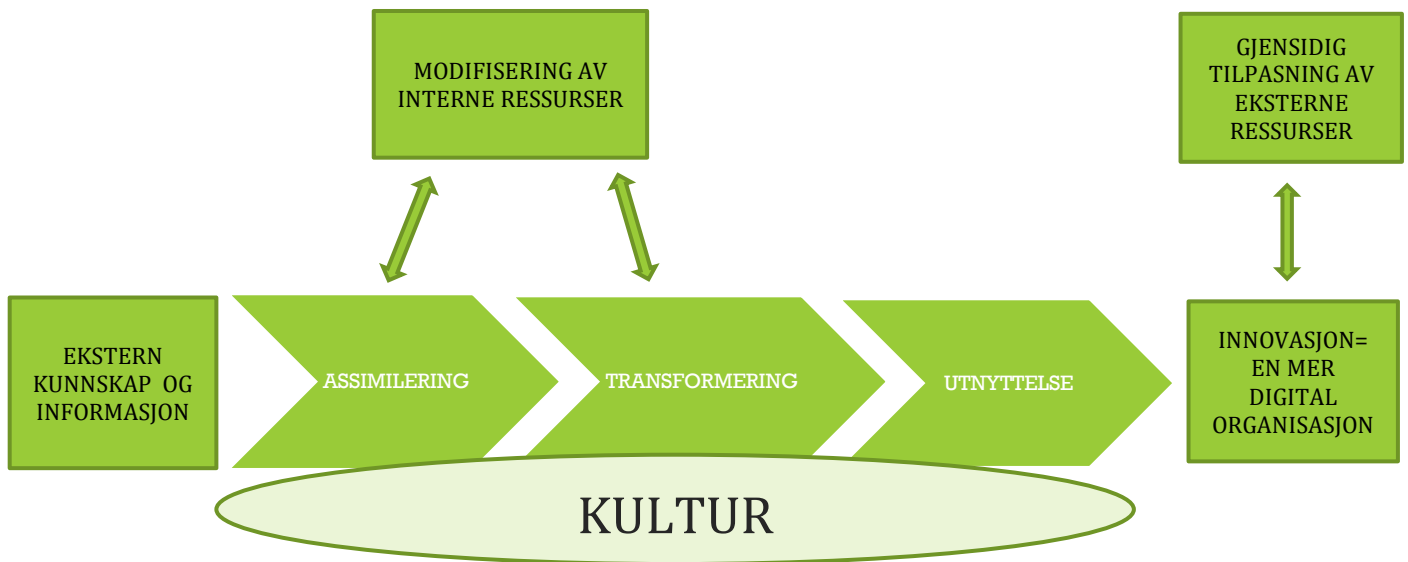 MODIFISERING AV
INTERNE RESSURSER
GJENSIDIG
TILPASNING AV
EKSTERNE
RESSURSER
EKSTERN
KUNNSKAP OG
INFORMASJON
ASSIMILERING
TRANSFORMERING
UTNYTTELSE
INNOVASJON=
EN MER
DIGITAL
ORGANISASJON
KULTUR